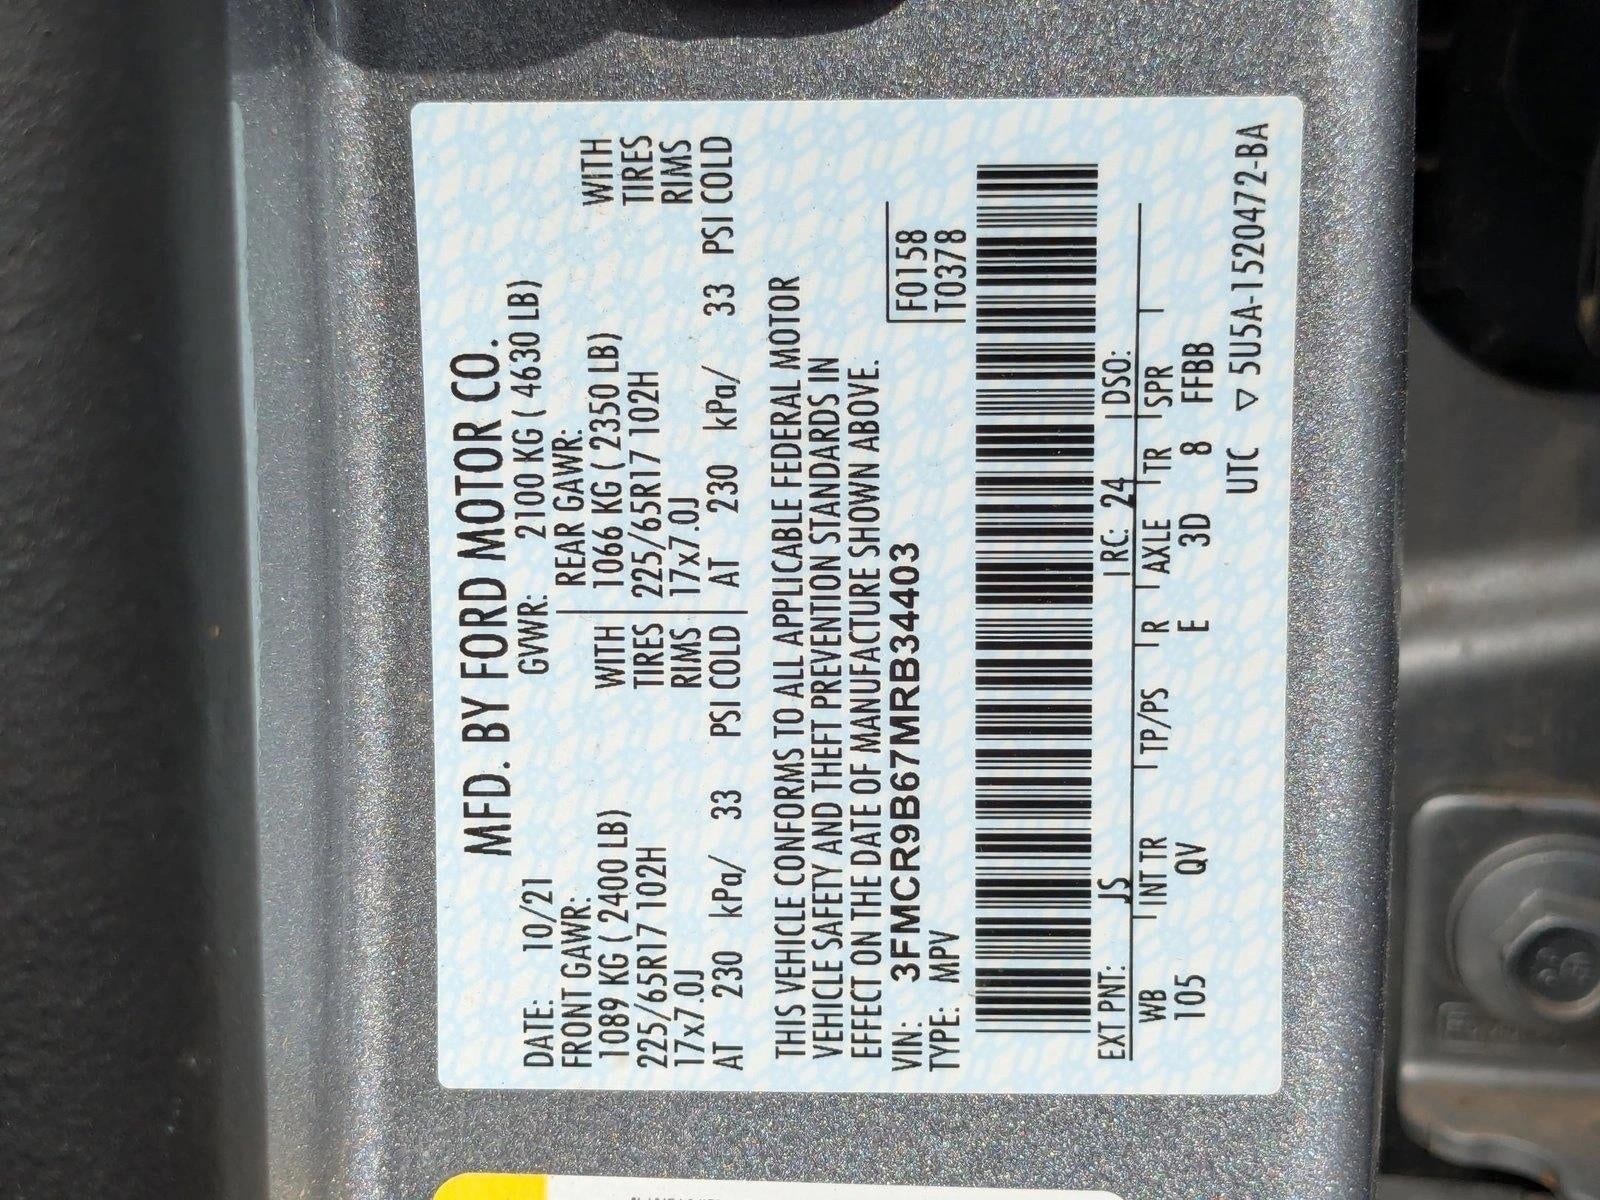 MFD. BY FORD MOTOR CO.
DATE: 10/21 GVWR: 2100 KG ( 4630 LB)
FRONT GAWR: REAR GAWR:
1089 KG ( 2400 LB) WITH 1066 KG ( 2350 LB) WITH
225/65R17 102H TIRES 225/65R17 102H TIRES
17x7.0J RIMS 17x7.0J RIMS
AT 230 kPa/ 33 PSI COLD AT 230 kPa/ 33 PSI COLD
THIS VEHICLE CONFORMS TO ALL APPLICABLE FEDERAL MOTOR
VEHICLE SAFETY AND THEFT PREVENTION STANDARDS IN
EFFECT ON THE DATE OF MANUFACTURE SHOWN ABOVE.
VIN: 3FMCR9B67MRB34403 F0158
TYPE: MPV T0378
EXT PNT: JS RC: 24 DSO:
WB INT TR TP/PS R AXLE TR SPR
105 QV E 3D 8 FFBB
UTC ▽ 5U5A-1520472-BA